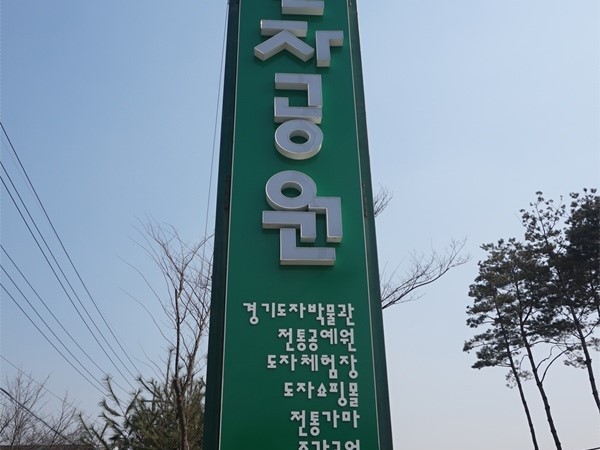 자공원
경기도자박물관
전통공예원
도자체험장
도자쇼핑몰
전통가마